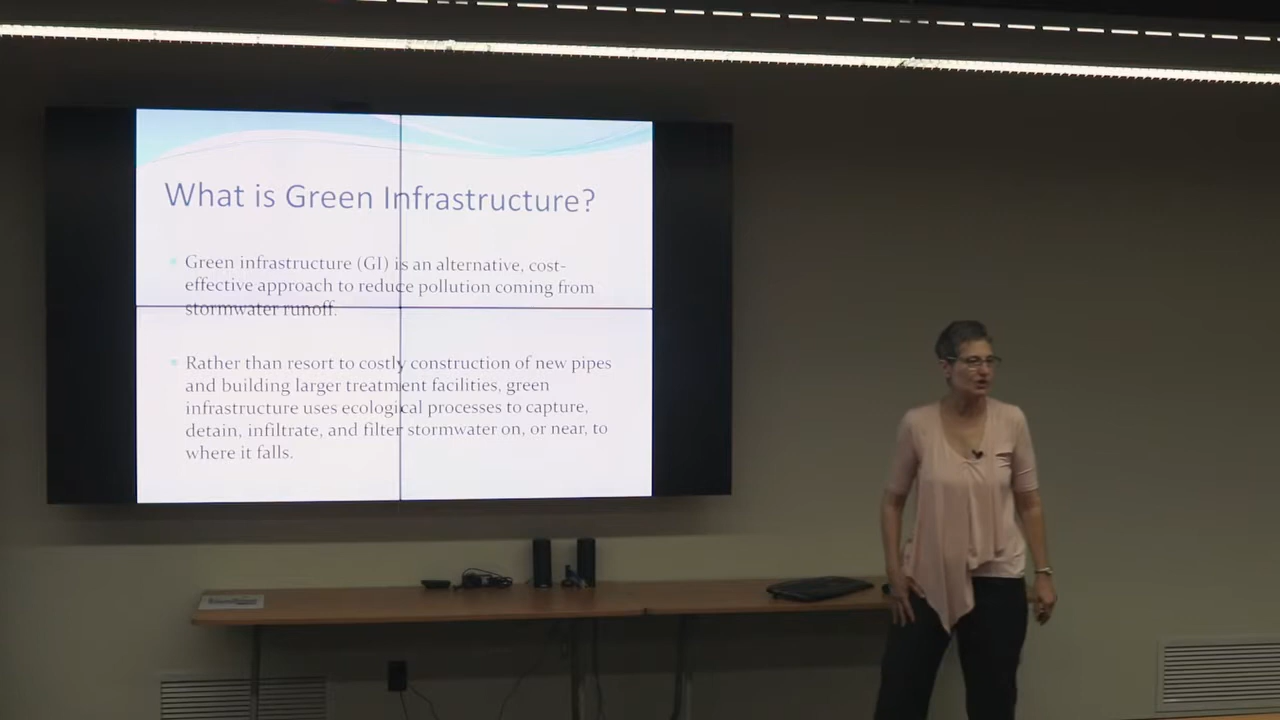 What is Green Infrastructure?
Green infrastructure (GI) is an alternative, cost-
effective approach to reduce pollution coming from
stormwater runoff.
Rather than resort to costly construction of new pipes
and building larger treatment facilities, green
infrastructure uses ecological processes to capture,
detain, infiltrate, and filter stormwater on, or near, to
where it falls.